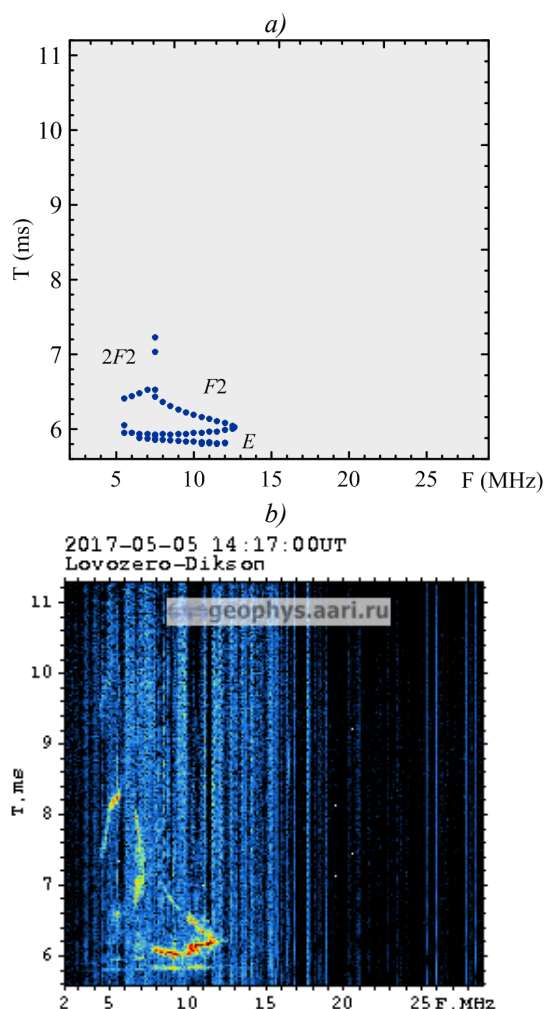 a)
11
10
9
8
7
6
T (ms)
2F2
F2
E
5 10 15 20 25 F (MHz)
b)
2017-05-05 14:17:00UT
Lovozero-Dikson
geophys.aari.ru
11
10
9
8
7
6
T,ms
2 5 10 15 20 25 F.MHz